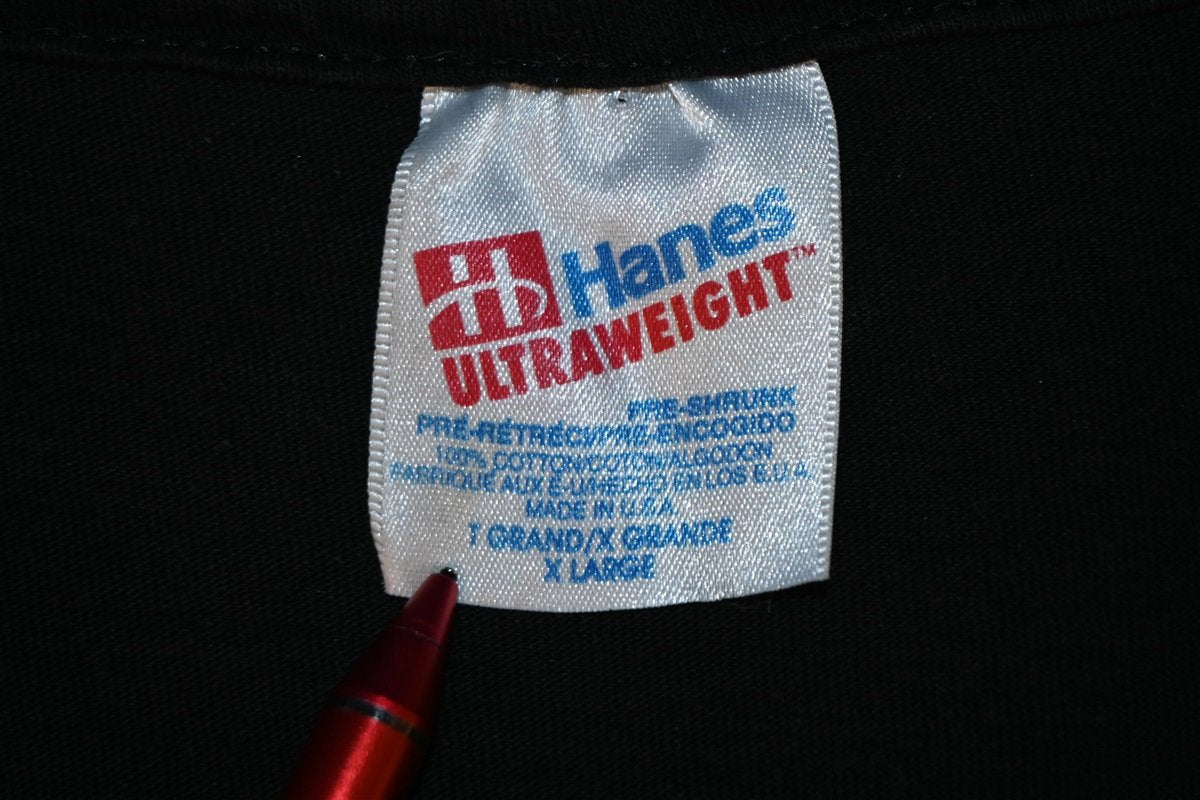 Hanes
ULTRAWEIGHT™
PRE-SHRUNK
PRÉ-RÉTRÉCI/PRE-ENCOGIDO
100% COTTON/COTON/ALGODON
FABRIQUÉ AUX É-U/HECHO EN LOS E.U.A.
MADE IN U.S.A.
T GRAND/X GRANDE
X LARGE